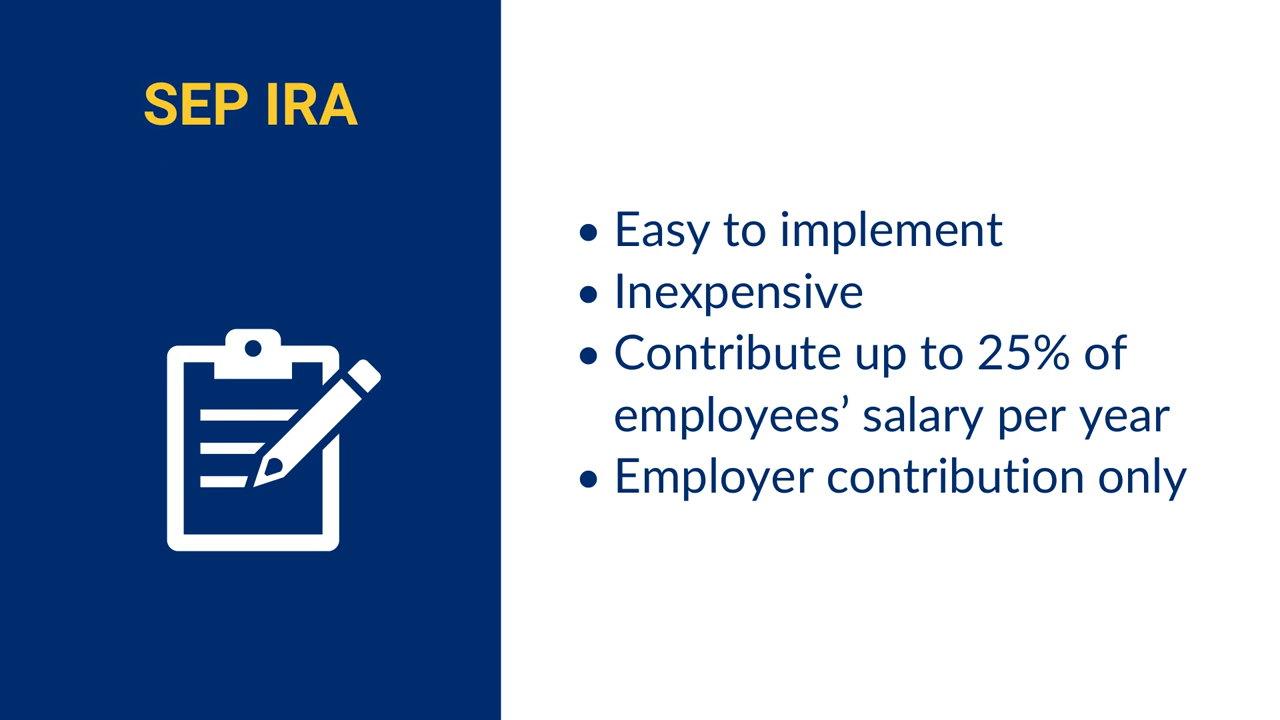 SEP IRA
• Easy to implement
• Inexpensive
• Contribute up to 25% of
employees’ salary per year
• Employer contribution only